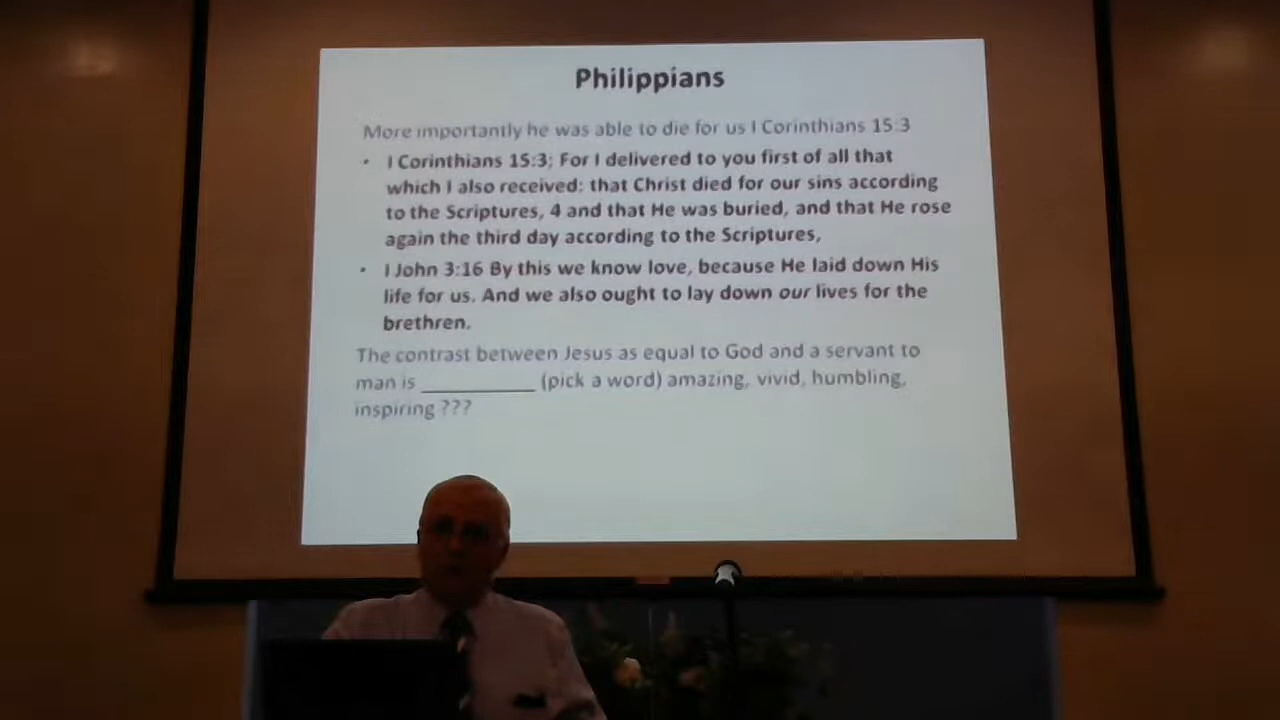 Philippians
More importantly he was able to die for us I Corinthians 15:3
• I Corinthians 15:3; For I delivered to you first of all that
which I also received: that Christ died for our sins according
to the Scriptures, 4 and that He was buried, and that He rose
again the third day according to the Scriptures,
• I John 3:16 By this we know love, because He laid down His
life for us. And we also ought to lay down our lives for the
brethren.
The contrast between Jesus as equal to God and a servant to
man is ___________ (pick a word) amazing, vivid, humbling,
inspiring ???